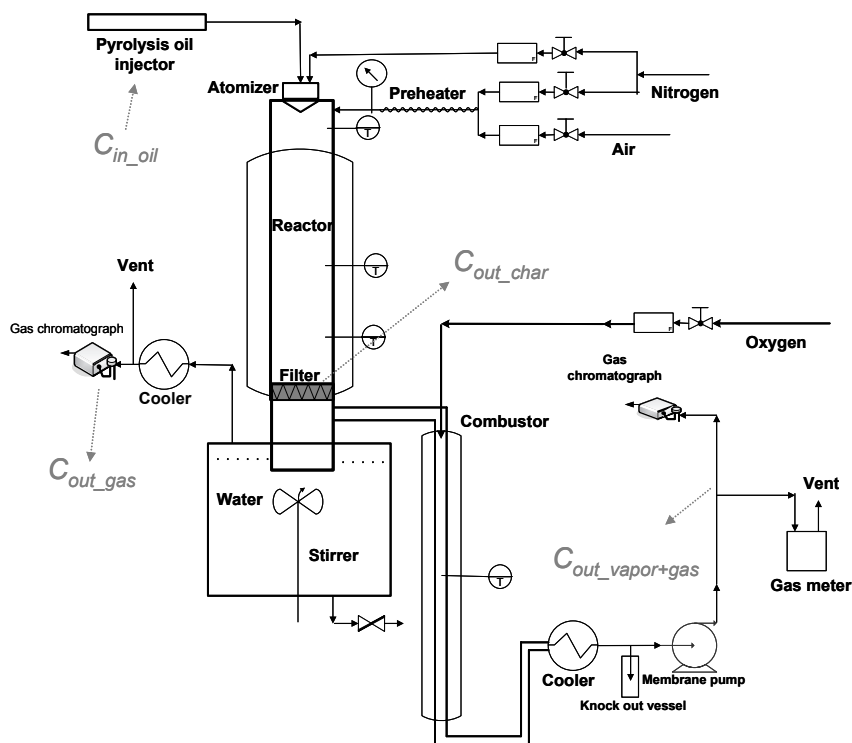 Pyrolysis oil
injector
Atomizer
Preheater
F
Nitrogen
F
F
Air
T
C_in_oil
Reactor
T
C_out_char
Vent
Gas chromatograph
T
F
Oxygen
Cooler
Filter
Gas
chromatograph
Combustor
C_out_gas
Water
Vent
Stirrer
T
C_out_vapor+gas
Gas meter
Cooler
Membrane pump
Knock out vessel